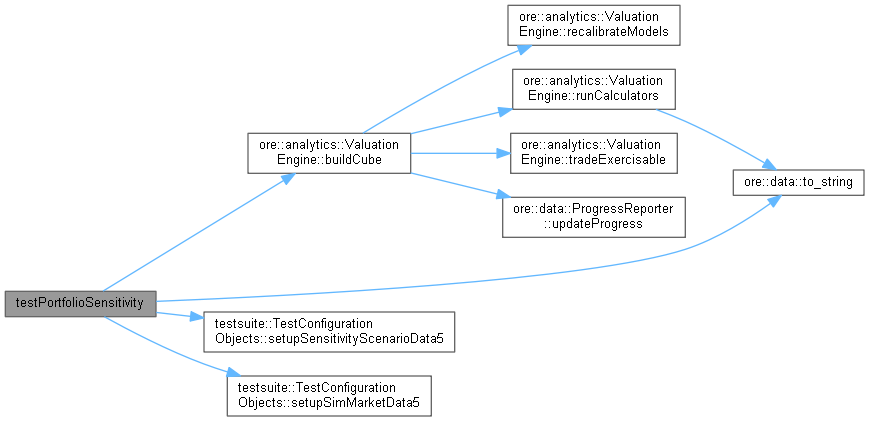 ore::analytics::Valuation
Engine::recalibrateModels
ore::analytics::Valuation
Engine::runCalculators
ore::analytics::Valuation
Engine::buildCube
ore::analytics::Valuation
Engine::tradeExercisable
ore::data::to_string
ore::data::ProgressReporter
::updateProgress
testPortfolioSensitivity
testsuite::TestConfiguration
Objects::setupSensitivityScenarioData5
testsuite::TestConfiguration
Objects::setupSimMarketData5